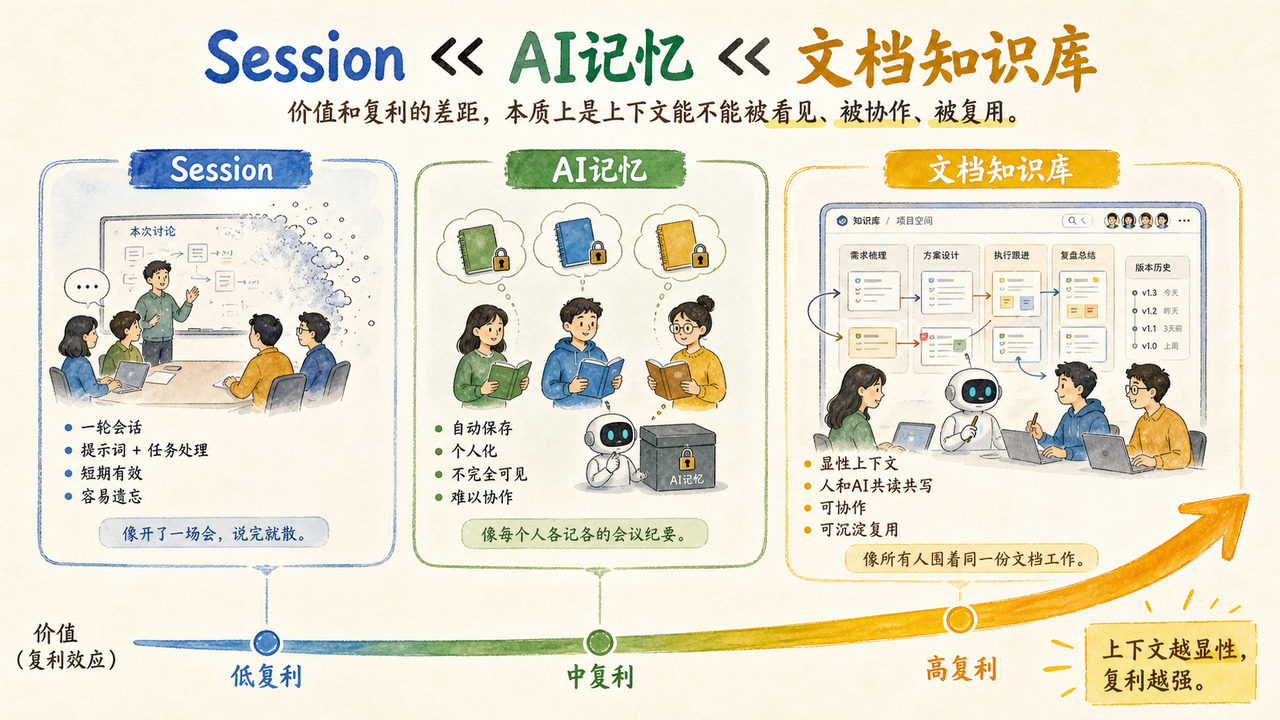 Session << AI记忆 << 文档知识库
价值和复利的差距，本质上是上下文能不能被看见、被协作、被复用。
Session
本次讨论
...
一轮会话
提示词 + 任务处理
短期有效
容易遗忘
像开了一场会，说完就散。
AI记忆
自动保存
个人化
不完全可见
难以协作
AI记忆
像每个人各记各的会议纪要。
文档知识库
知识库 / 项目空间
需求梳理
方案设计
执行跟进
复盘总结
版本历史
v1.3 今天
v1.2 昨天
v1.1 3天前
v1.0 上周
显性上下文
人和AI共读共写
可协作
可沉淀复用
像所有人围着同一份文档工作。
价值
（复利效应）
低复利
中复利
高复利
上下文越显性，
复利越强。